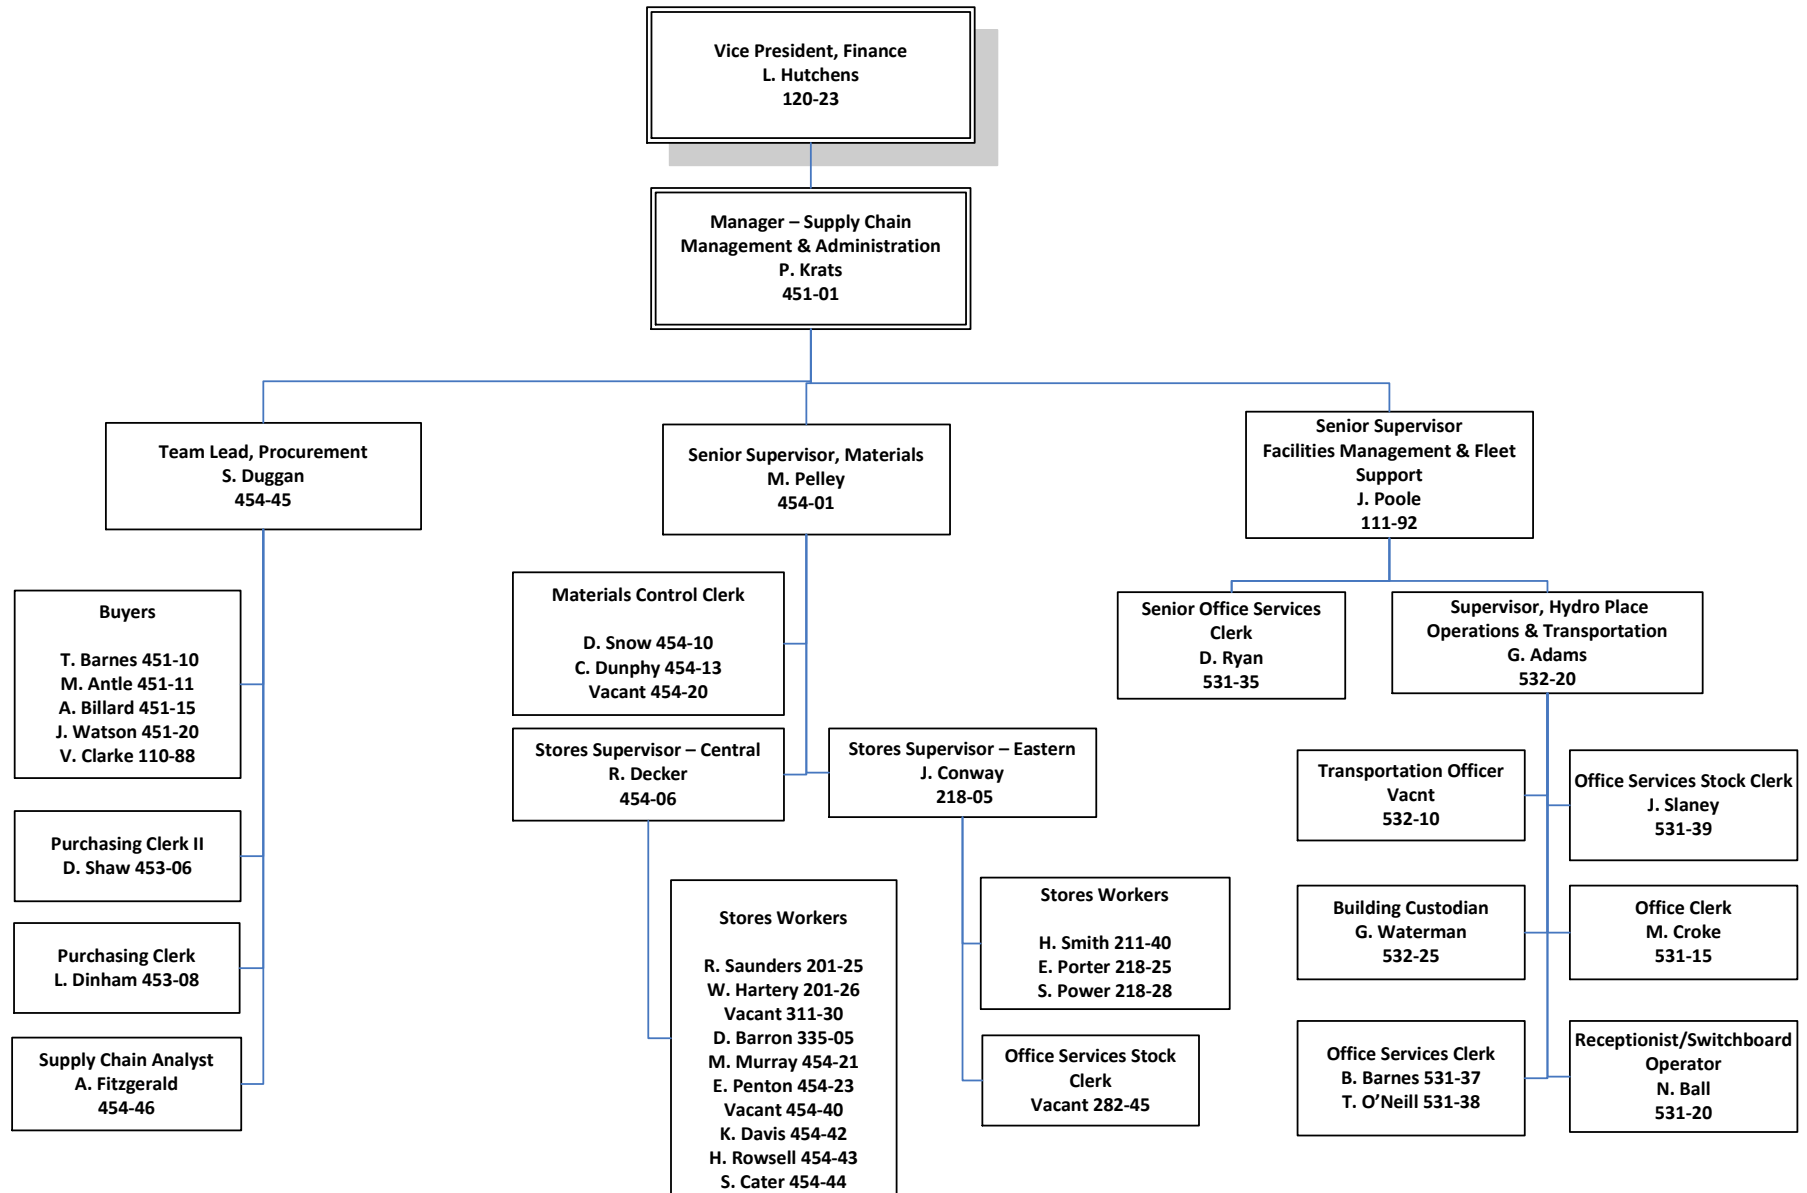 Vice President, Finance
L. Hutchens
120-23
Manager – Supply Chain
Management & Administration
P. Krats
451-01
Team Lead, Procurement
S. Duggan
454-45
Senior Supervisor, Materials
M. Pelley
454-01
Senior Supervisor
Facilities Management & Fleet
Support
J. Poole
111-92
Buyers
T. Barnes 451-10
M. Antle 451-11
A. Billard 451-15
J. Watson 451-20
V. Clarke 110-88
Purchasing Clerk II
D. Shaw 453-06
Purchasing Clerk
L. Dinham 453-08
Supply Chain Analyst
A. Fitzgerald
454-46
Materials Control Clerk
D. Snow 454-10
C. Dunphy 454-13
Vacant 454-20
Stores Supervisor – Central
R. Decker
454-06
Stores Supervisor – Eastern
J. Conway
218-05
Stores Workers
R. Saunders 201-25
W. Hartery 201-26
Vacant 311-30
D. Barron 335-05
M. Murray 454-21
E. Penton 454-23
Vacant 454-40
K. Davis 454-42
H. Rowsell 454-43
S. Cater 454-44
Stores Workers
H. Smith 211-40
E. Porter 218-25
S. Power 218-28
Office Services Stock
Clerk
Vacant 282-45
Senior Office Services
Clerk
D. Ryan
531-35
Supervisor, Hydro Place
Operations & Transportation
G. Adams
532-20
Transportation Officer
Vacnt
532-10
Office Services Stock Clerk
J. Slaney
531-39
Building Custodian
G. Waterman
532-25
Office Clerk
M. Croke
531-15
Office Services Clerk
B. Barnes 531-37
T. O’Neill 531-38
Receptionist/Switchboard
Operator
N. Ball
531-20